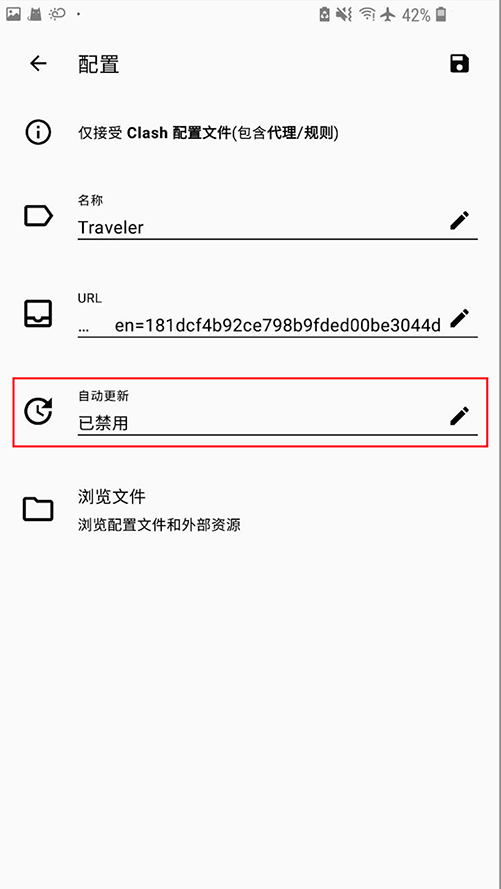 42%
配置
仅接受 Clash 配置文件(包含代理/规则)
名称
Traveler
URL
... en=181dcf4b92ce798b9fded00be3044d
自动更新
已禁用
浏览文件
浏览配置文件和外部资源